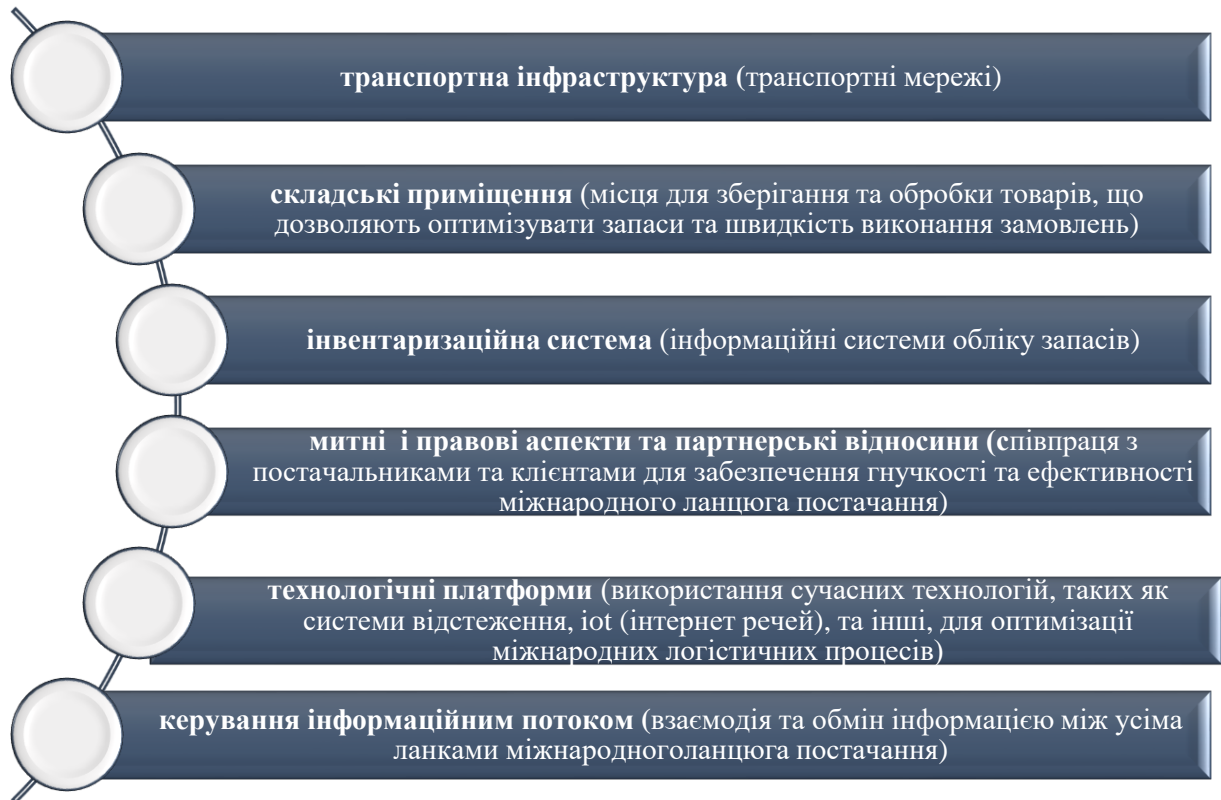 транспортна інфраструктура (транспортні мережі)
складські приміщення (місця для зберігання та обробки товарів, що
дозволяють оптимізувати запаси та швидкість виконання замовлень)
інвентаризаційна система (інформаційні системи обліку запасів)
митні  і правові аспекти та партнерські відносини (співпраця з
постачальниками та клієнтами для забезпечення гнучкості та ефективності
міжнародного ланцюга постачання)
технологічні платформи (використання сучасних технологій, таких як
системи відстеження, iot (інтернет речей), та інші, для оптимізації
міжнародних логістичних процесів)
керування інформаційним потоком (взаємодія та обмін інформацією між усіма
ланками міжнародноголанцюга постачання)